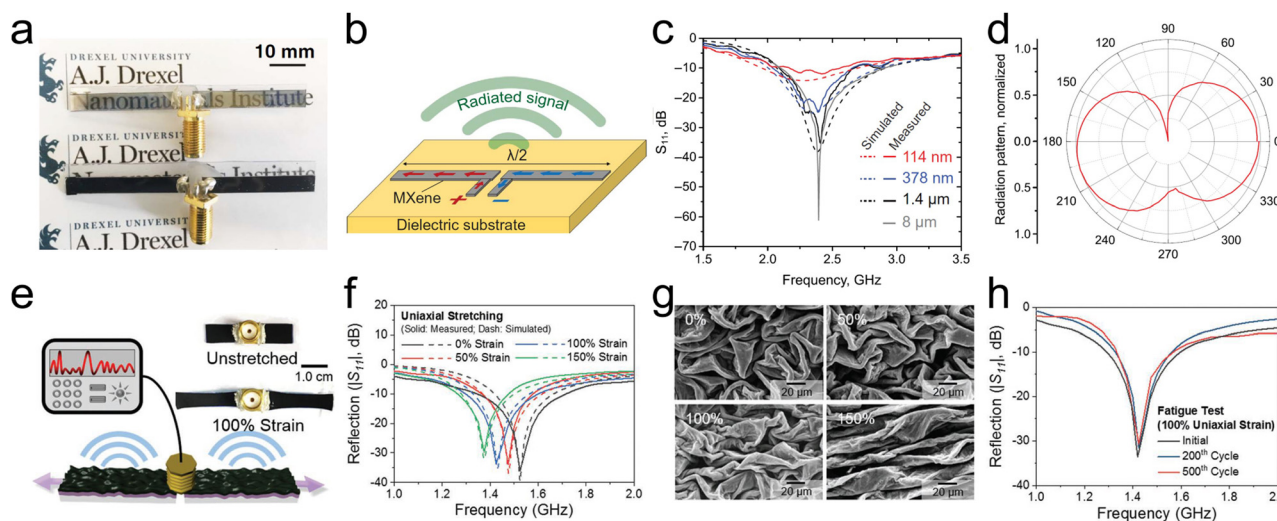 a
DREXEL UNIVERSITY
A.J. Drexel
Nanomaterials Institute
10 mm
DREXEL UNIVERSITY
A.J. Drexel
DREXEL UNIVERSITY
A.J. Drexel
b
Radiated signal
λ/2
MXene
+
−
Dielectric substrate
c
S11, dB
0
−10
−20
−30
−40
−50
−60
−70
Simulated
Measured
114 nm
378 nm
1.4 μm
8 μm
1.5 2.0 2.5 3.0 3.5
Frequency, GHz
d
Radiation pattern, normalized
1.0
0.5
0.0
0.5
1.0
90
60
30
0
330
300
270
240
210
180
150
120
e
Unstretched
1.0 cm
100% Strain
f
Reflection (|S11|, dB)
20
10
0
-10
-20
-30
-40
Uniaxial Stretching
(Solid: Measured; Dash: Simulated)
0% Strain 100% Strain
50% Strain 150% Strain
1.0 1.2 1.4 1.6 1.8 2.0
Frequency (GHz)
g
0%
20 μm
50%
20 μm
100%
20 μm
150%
20 μm
h
Reflection (|S11|, dB)
0
-10
-20
-30
-40
Fatigue Test
(100% Uniaxial Strain)
Initial
200th Cycle
500th Cycle
1.0 1.2 1.4 1.6 1.8
Frequency (GHz)